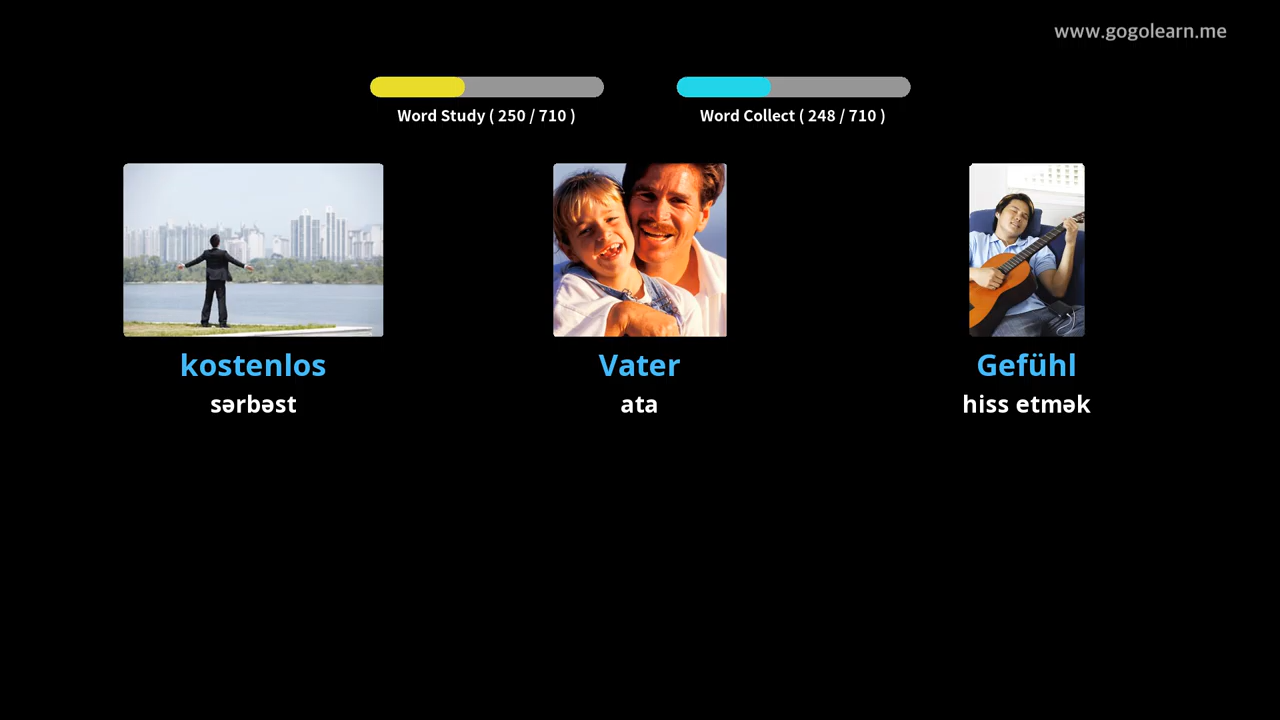 www.gogolearn.me
Word Study ( 250 / 710 )
Word Collect ( 248 / 710 )
kostenlos
sərbəst
Vater
ata
Gefühl
hiss etmək